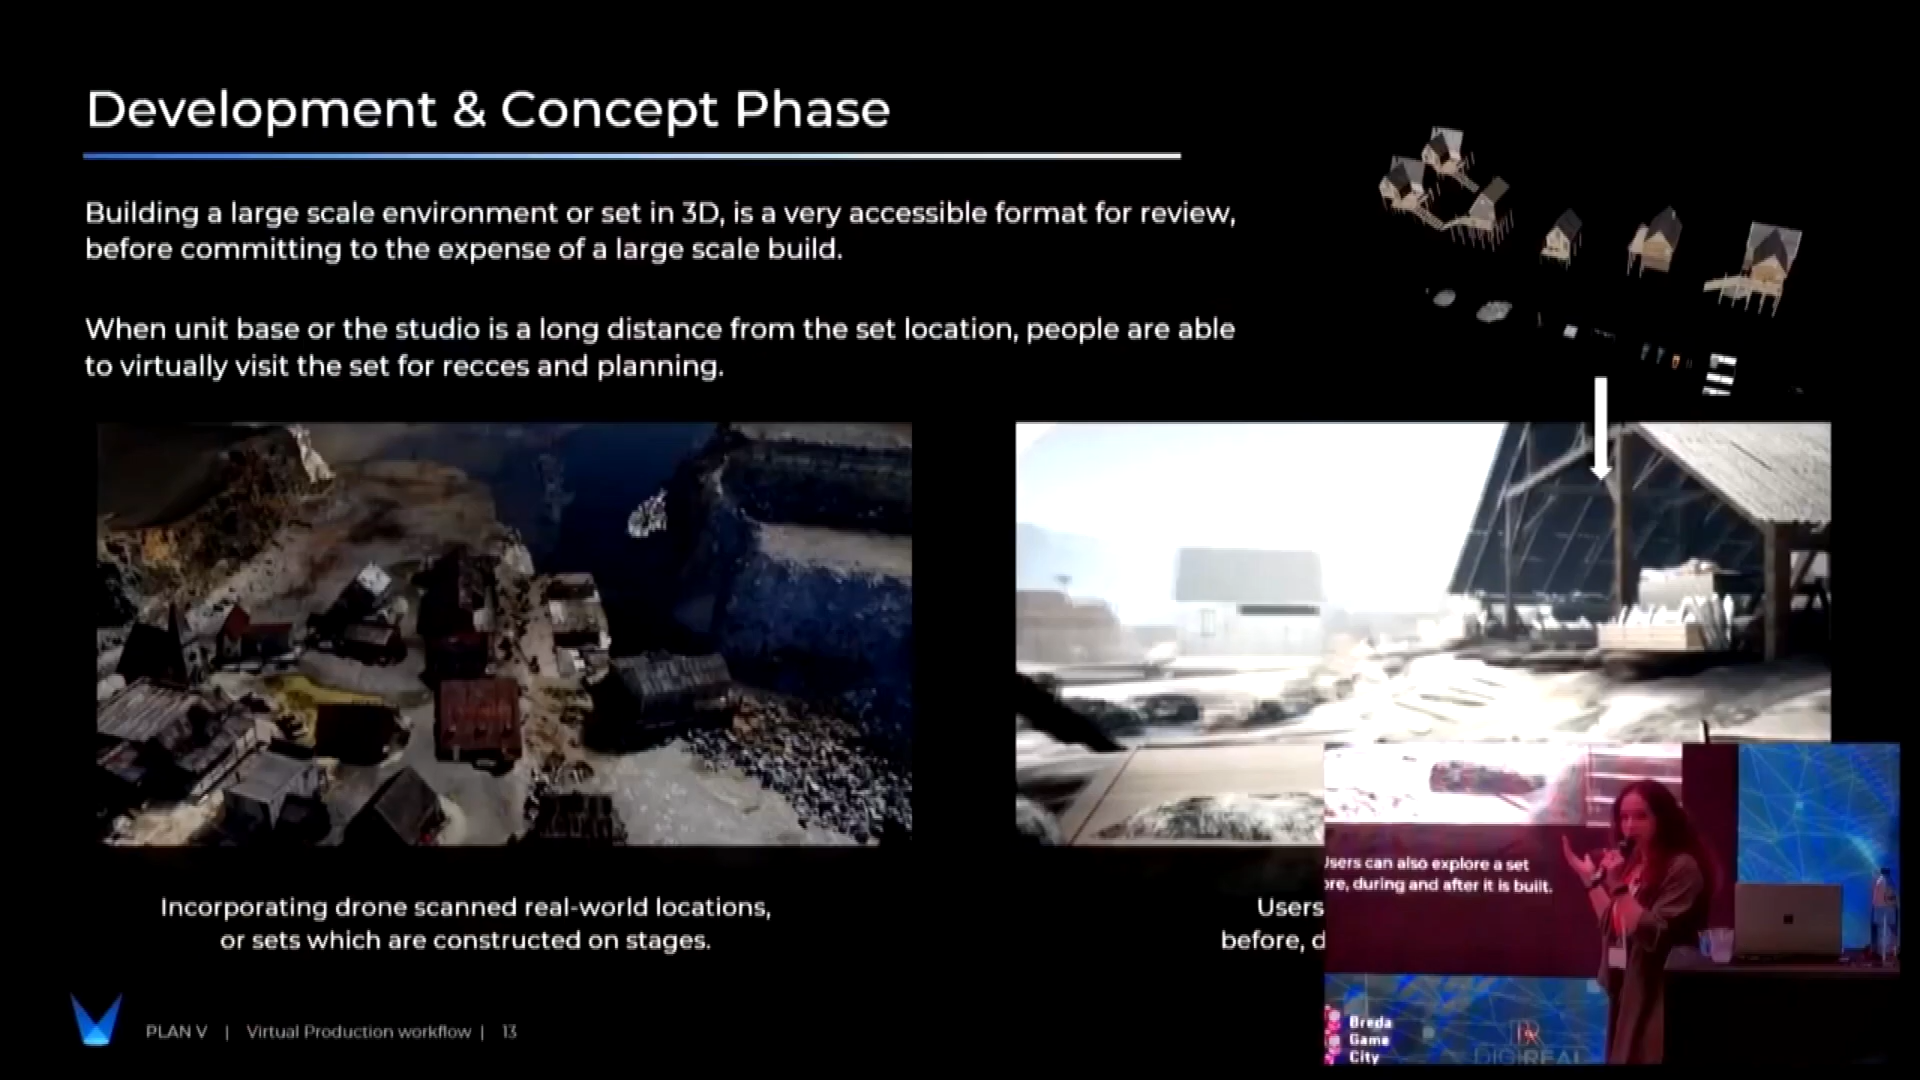 Development & Concept Phase
Building a large scale environment or set in 3D, is a very accessible format for review,
before committing to the expense of a large scale build.
When unit base or the studio is a long distance from the set location, people are able
to virtually visit the set for recces and planning.
Incorporating drone scanned real-world locations,
or sets which are constructed on stages.
Users
before, d
Users can also explore a set
ore, during and after it is built.
Breda
Game
City
DIGIREAL
PLAN V | Virtual Production workflow | 13